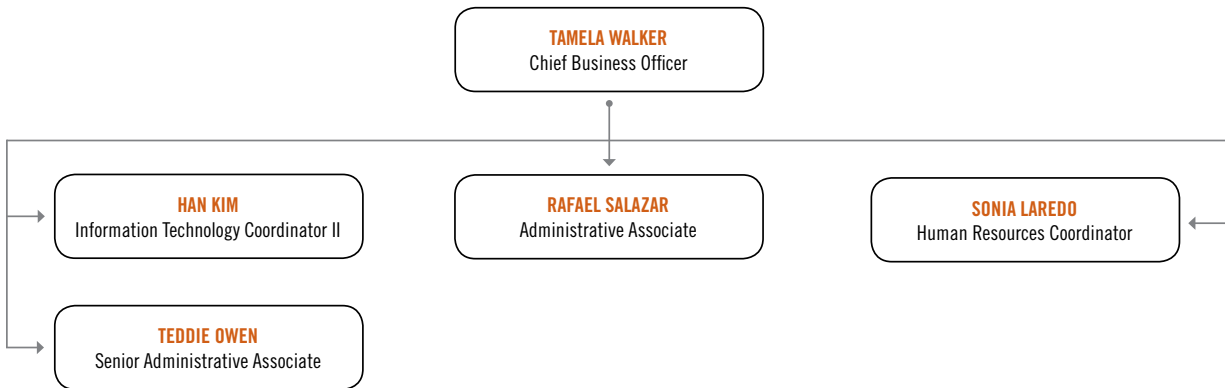 TAMELA WALKER
Chief Business Officer
HAN KIM
Information Technology Coordinator II
RAFAEL SALAZAR
Administrative Associate
SONIA LAREDO
Human Resources Coordinator
TEDDIE OWEN
Senior Administrative Associate